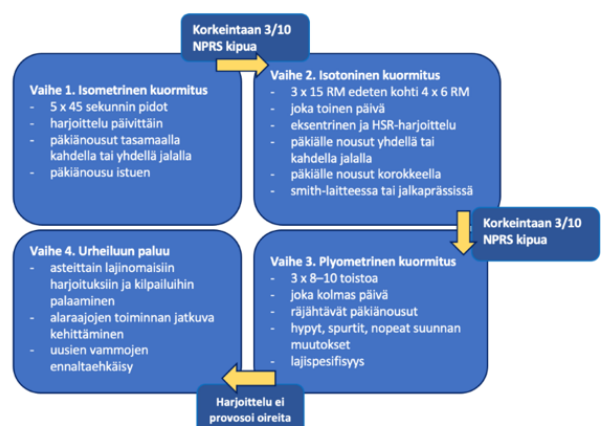 Korkeintaan 3/10
NPRS kipua
Vaihe 1. Isometrinen kuormitus
- 5 x 45 sekunnin pidot
- harjoittelu päivittäin
- päkiänousut tasamaalla
kahdella tai yhdellä jalalla
- päkiänousu istuen
Vaihe 2. Isotoninen kuormitus
- 3 x 15 RM edeten kohti 4 x 6 RM
- joka toinen päivä
- eksentrinen ja HSR-harjoittelu
- päkiälle nousut yhdellä tai
kahdella jalalla
- päkiälle nousut korokkeella
- smith-laitteessa tai jalkaprässissä
Korkeintaan 3/10
NPRS kipua
Vaihe 3. Plyometrinen kuormitus
- 3 x 8–10 toistoa
- joka kolmas päivä
- räjähtävät päkiänousut
- hypyt, spurtit, nopeat suunnan
muutokset
- lajispesifisyys
Harjoittelu ei
provosoi oireita
Vaihe 4. Urheiluun paluu
- asteittain lajinomaisiin
harjoituksiin ja kilpailuihin
palaaminen
- alaraajojen toiminnan jatkuva
kehittäminen
- uusien vammojen
ennaltaehkäisy